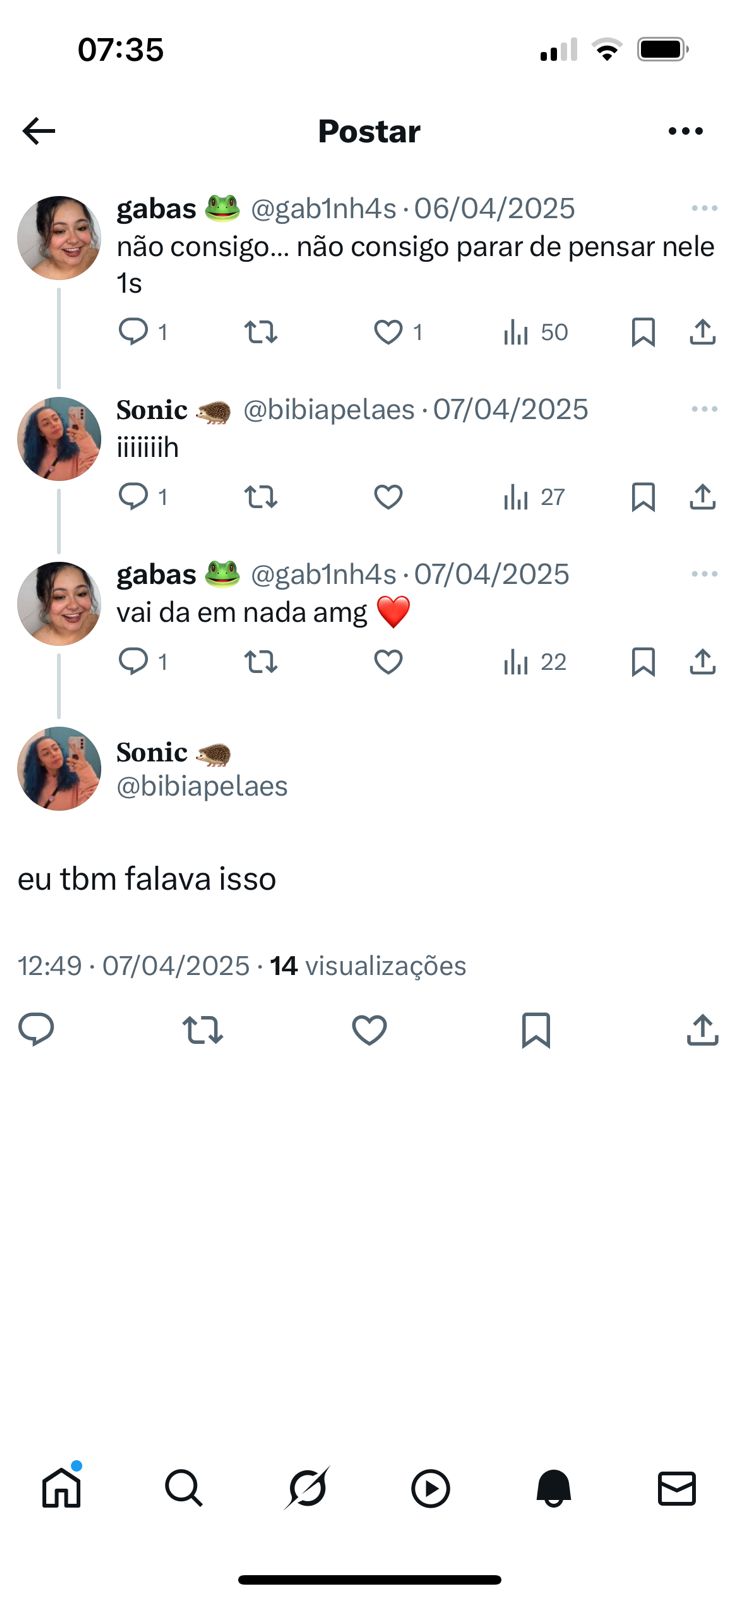 07:35
Postar
gabas 🐸 @gab1nh4s · 06/04/2025
não consigo... não consigo parar de pensar nele
1s
1 1 50
Sonic 🦔 @bibiapelaes · 07/04/2025
iiiiiiih
1 27
gabas 🐸 @gab1nh4s · 07/04/2025
vai da em nada amg ❤️
1 22
Sonic 🦔
@bibiapelaes
eu tbm falava isso
12:49 · 07/04/2025 · 14 visualizações